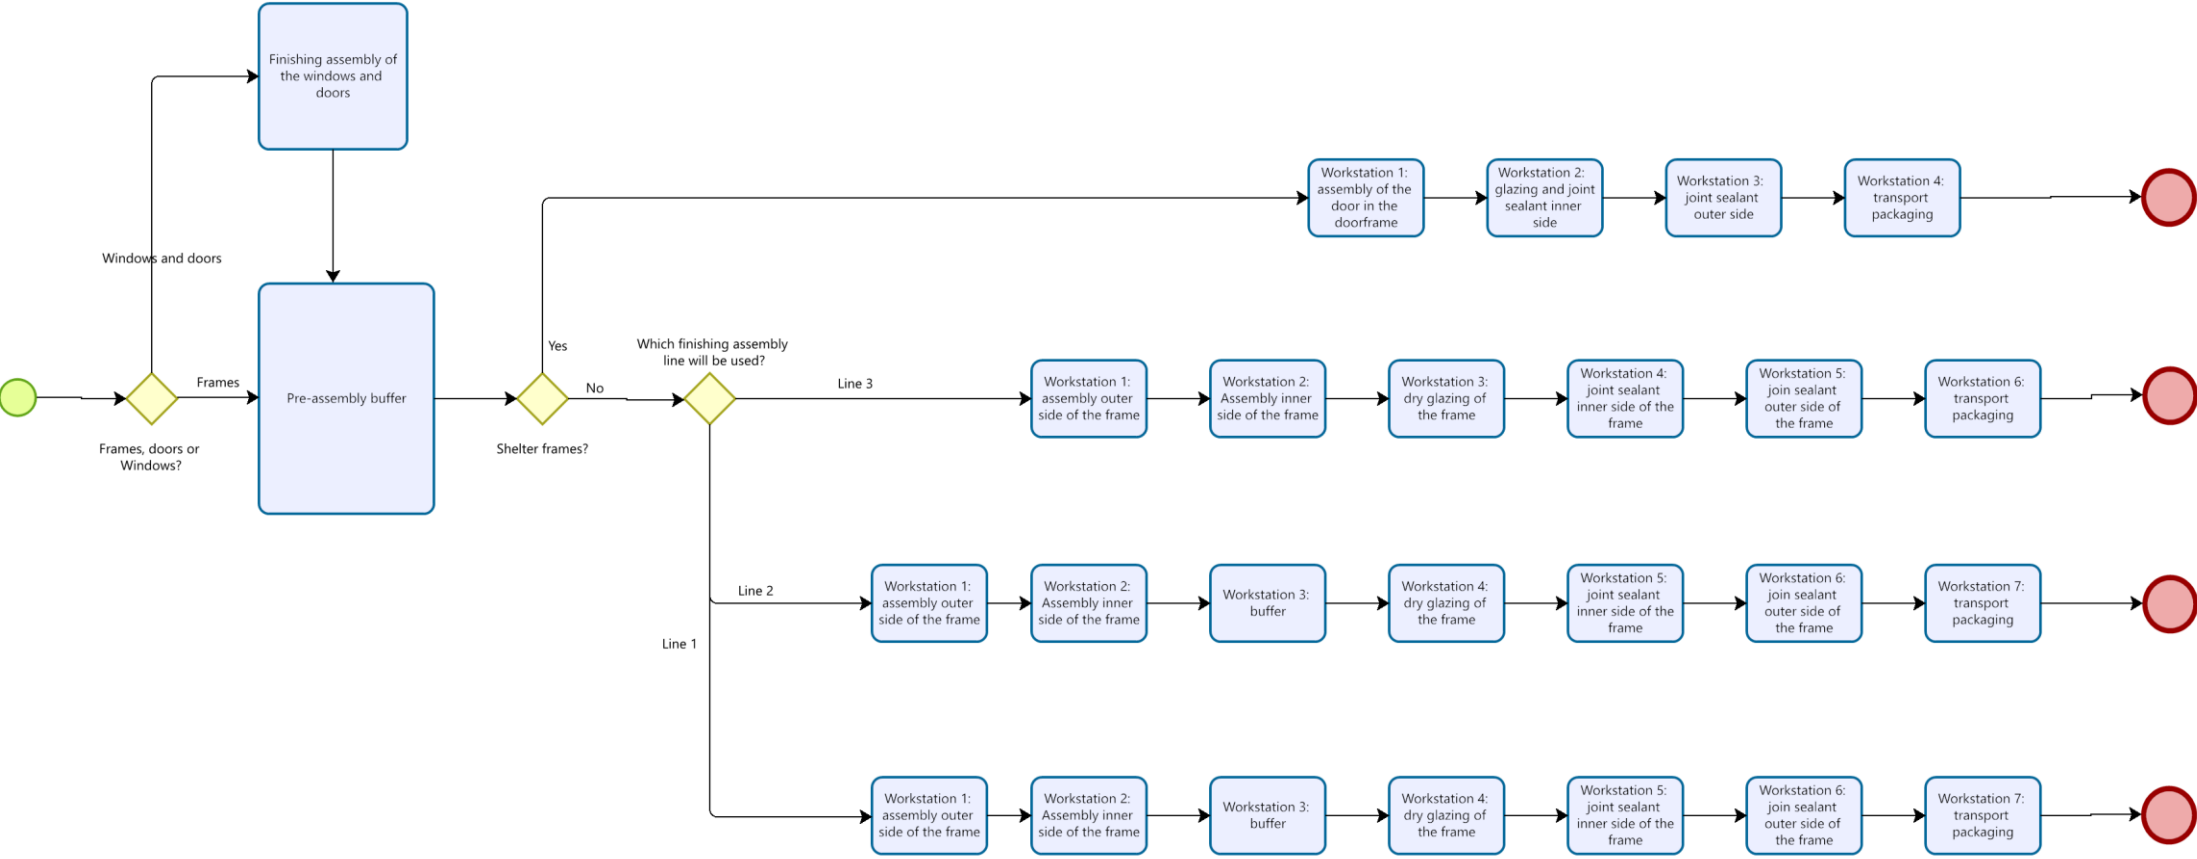 Finishing assembly of
the windows and
doors
Windows and doors
Frames
Frames, doors or
Windows?
Pre-assembly buffer
Yes
No
Shelter frames?
Which finishing assembly
line will be used?
Line 3
Line 2
Line 1
Workstation 1:
assembly of the
door in the
doorframe
Workstation 2:
glazing and joint
sealant inner
side
Workstation 3:
joint sealant
outer side
Workstation 4:
transport
packaging
Workstation 1:
assembly outer
side of the frame
Workstation 2:
Assembly inner
side of the frame
Workstation 3:
dry glazing of
the frame
Workstation 4:
joint sealant
inner side of the
frame
Workstation 5:
join sealant
outer side of
the frame
Workstation 6:
transport
packaging
Workstation 1:
assembly outer
side of the frame
Workstation 2:
Assembly inner
side of the frame
Workstation 3:
buffer
Workstation 4:
dry glazing of
the frame
Workstation 5:
joint sealant
inner side of the
frame
Workstation 6:
join sealant
outer side of
the frame
Workstation 7:
transport
packaging
Workstation 1:
assembly outer
side of the frame
Workstation 2:
Assembly inner
side of the frame
Workstation 3:
buffer
Workstation 4:
dry glazing of
the frame
Workstation 5:
joint sealant
inner side of the
frame
Workstation 6:
join sealant
outer side of
the frame
Workstation 7:
transport
packaging